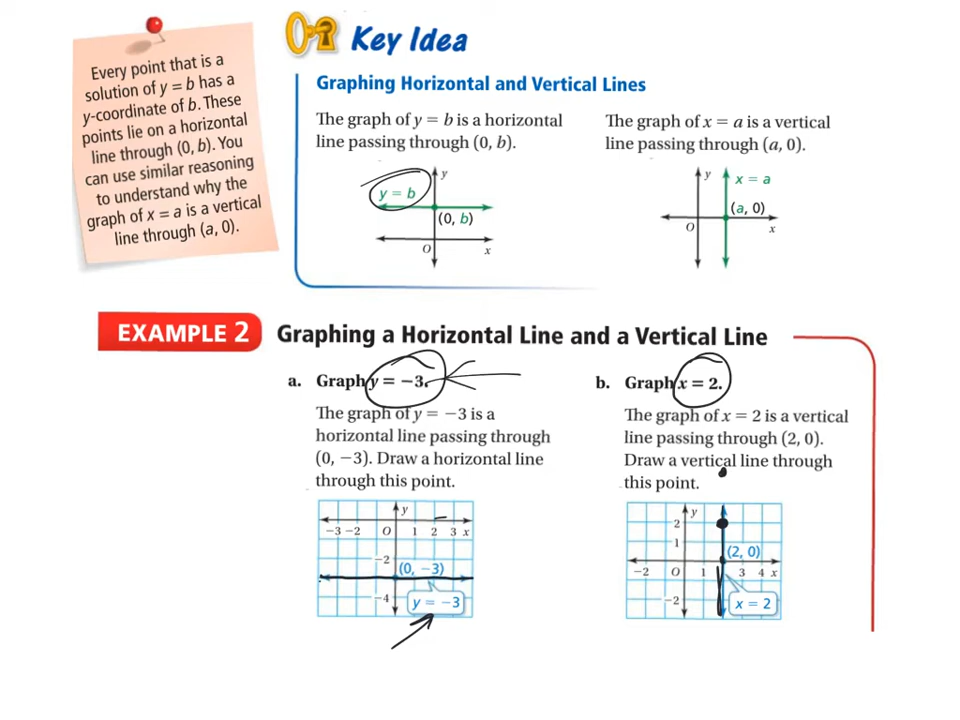 Every point that is a
solution of y = b has a
y-coordinate of b. These
points lie on a horizontal
line through (0, b). You
can use similar reasoning
to understand why the
graph of x = a is a vertical
line through (a, 0).
Key Idea
Graphing Horizontal and Vertical Lines
The graph of y = b is a horizontal
line passing through (0, b).
y
y = b
(0, b)
O
x
The graph of x = a is a vertical
line passing through (a, 0).
y
x = a
(a, 0)
O
x
EXAMPLE 2 Graphing a Horizontal Line and a Vertical Line
a. Graph y = −3.
The graph of y = −3 is a
horizontal line passing through
(0, −3). Draw a horizontal line
through this point.
y
−3 −2 O 1 2 3 x
−2
(0, −3)
−4
y = −3
b. Graph x = 2.
The graph of x = 2 is a vertical
line passing through (2, 0).
Draw a vertical line through
this point.
y
2
1
(2, 0)
−2 O 1 3 4 x
−2
x = 2